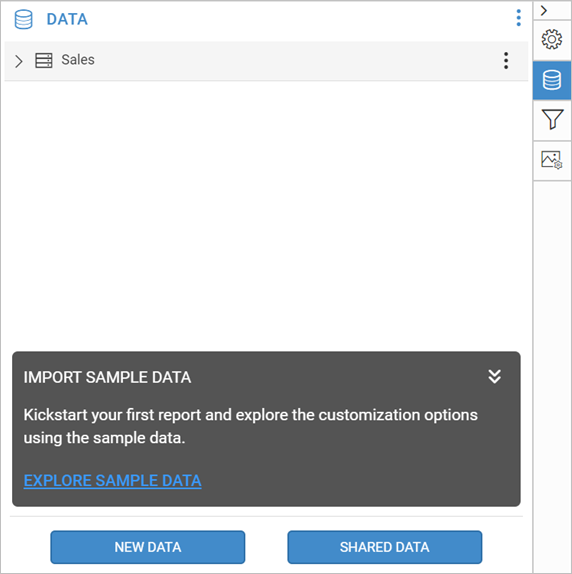 DATA
Sales
IMPORT SAMPLE DATA
Kickstart your first report and explore the customization options
using the sample data.
EXPLORE SAMPLE DATA
NEW DATA
SHARED DATA